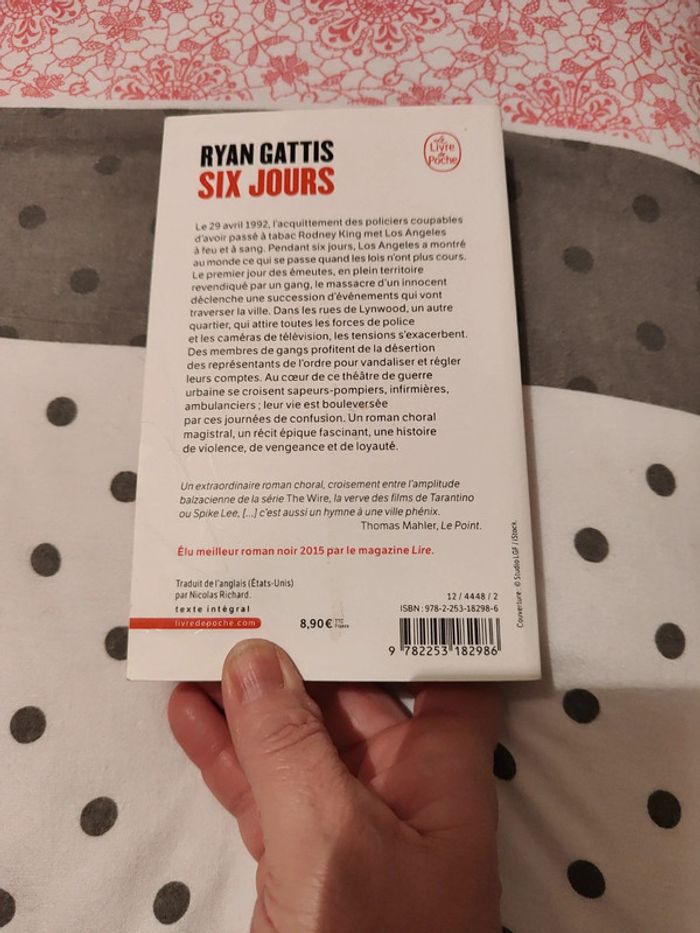 RYAN GATTIS
SIX JOURS
Le
Livre
de
Poche
Le 29 avril 1992, l'acquittement des policiers coupables
d'avoir passé à tabac Rodney King met Los Angeles
à feu et à sang. Pendant six jours, Los Angeles a montré
au monde ce qui se passe quand les lois n'ont plus cours.
Le premier jour des émeutes, en plein territoire
revendiqué par un gang, le massacre d'un innocent
déclenche une succession d'événements qui vont
traverser la ville. Dans les rues de Lynwood, un autre
quartier, qui attire toutes les forces de police
et les caméras de télévision, les tensions s'exacerbent.
Des membres de gangs profitent de la désertion
des représentants de l'ordre pour vandaliser et régler
leurs comptes. Au cœur de ce théâtre de guerre
urbaine se croisent sapeurs-pompiers, infirmières,
ambulanciers ; leur vie est bouleversée
par ces journées de confusion. Un roman choral
magistral, un récit épique fascinant, une histoire
de violence, de vengeance et de loyauté.
Un extraordinaire roman choral, croisement entre l'amplitude
balzacienne de la série The Wire, la verve des films de Tarantino
ou Spike Lee, [...] c'est aussi un hymne à une ville phénix.
Thomas Mahler, Le Point.
Élu meilleur roman noir 2015 par le magazine Lire.
Traduit de l'anglais (États-Unis)
par Nicolas Richard.
texte intégral
livredepoche.com
8,90 € TTC
France
12 / 4448 / 2
ISBN : 978-2-253-18298-6
9 782253 182986
Couverture : © Studio LGF / iStock.